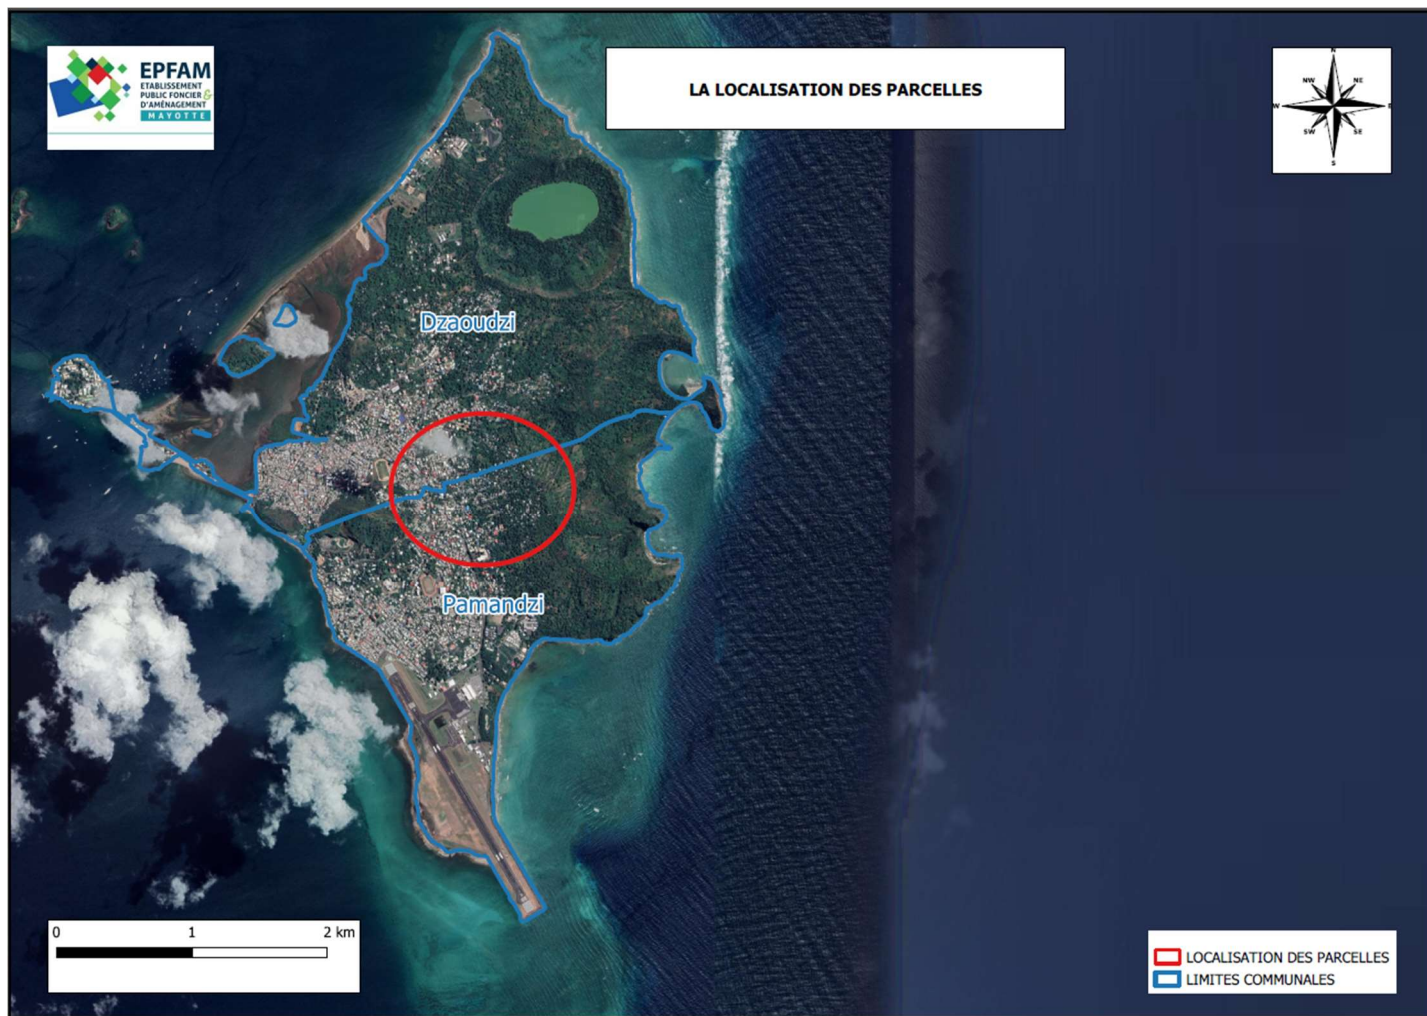 EPFAM
ETABLISSEMENT
PUBLIC FONCIER &
D'AMÉNAGEMENT
MAYOTTE
LA LOCALISATION DES PARCELLES
N
NW NE
W E
SW SE
S
Dzaoudzi
Pamandzi
0 1 2 km
LOCALISATION DES PARCELLES
LIMITES COMMUNALES